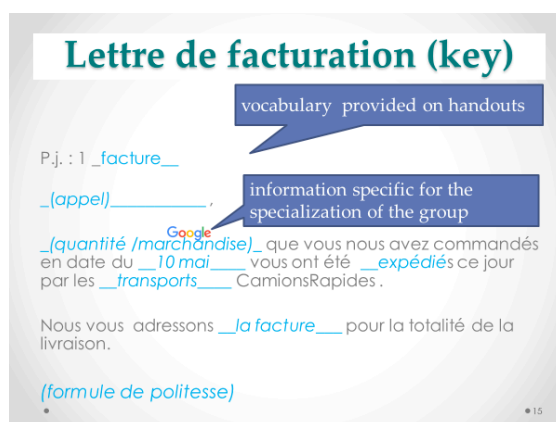 Lettre de facturation (key)
vocabulary provided on handouts
P.j. : 1 _facture__
_(appel)___________ ,
information specific for the
specialization of the group
Google
_(quantité /marchandise)_ que vous nous avez commandés
en date du __10 mai____ vous ont été __expédiés ce jour
par les __transports____ CamionsRapides .
Nous vous adressons __la facture___ pour la totalité de la
livraison.
(formule de politesse)
15